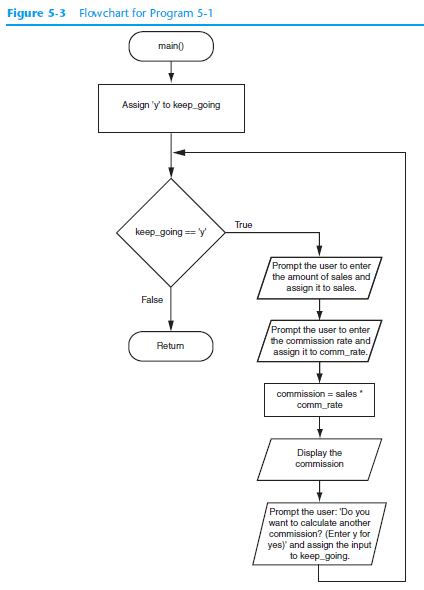 Figure 5-3 Flowchart for Program 5-1
main()
Assign 'y' to keep_going
keep_going == 'y'
True
Prompt the user to enter
the amount of sales and
assign it to sales.
False
Prompt the user to enter
the commission rate and
assign it to comm_rate.
Return
commission = sales *
comm_rate
Display the
commission
Prompt the user: 'Do you
want to calculate another
commission? (Enter y for
yes)' and assign the input
to keep_going.